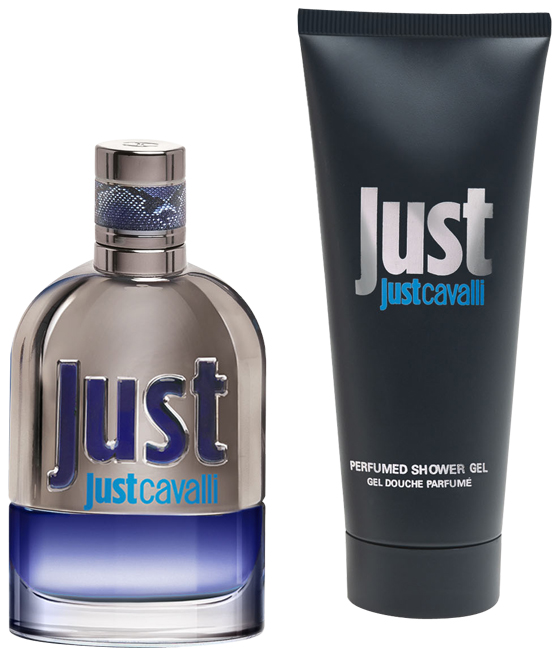 Just
justcavalli
Just
justcavalli
PERFUMED SHOWER GEL
GEL DOUCHE PARFUMÉ